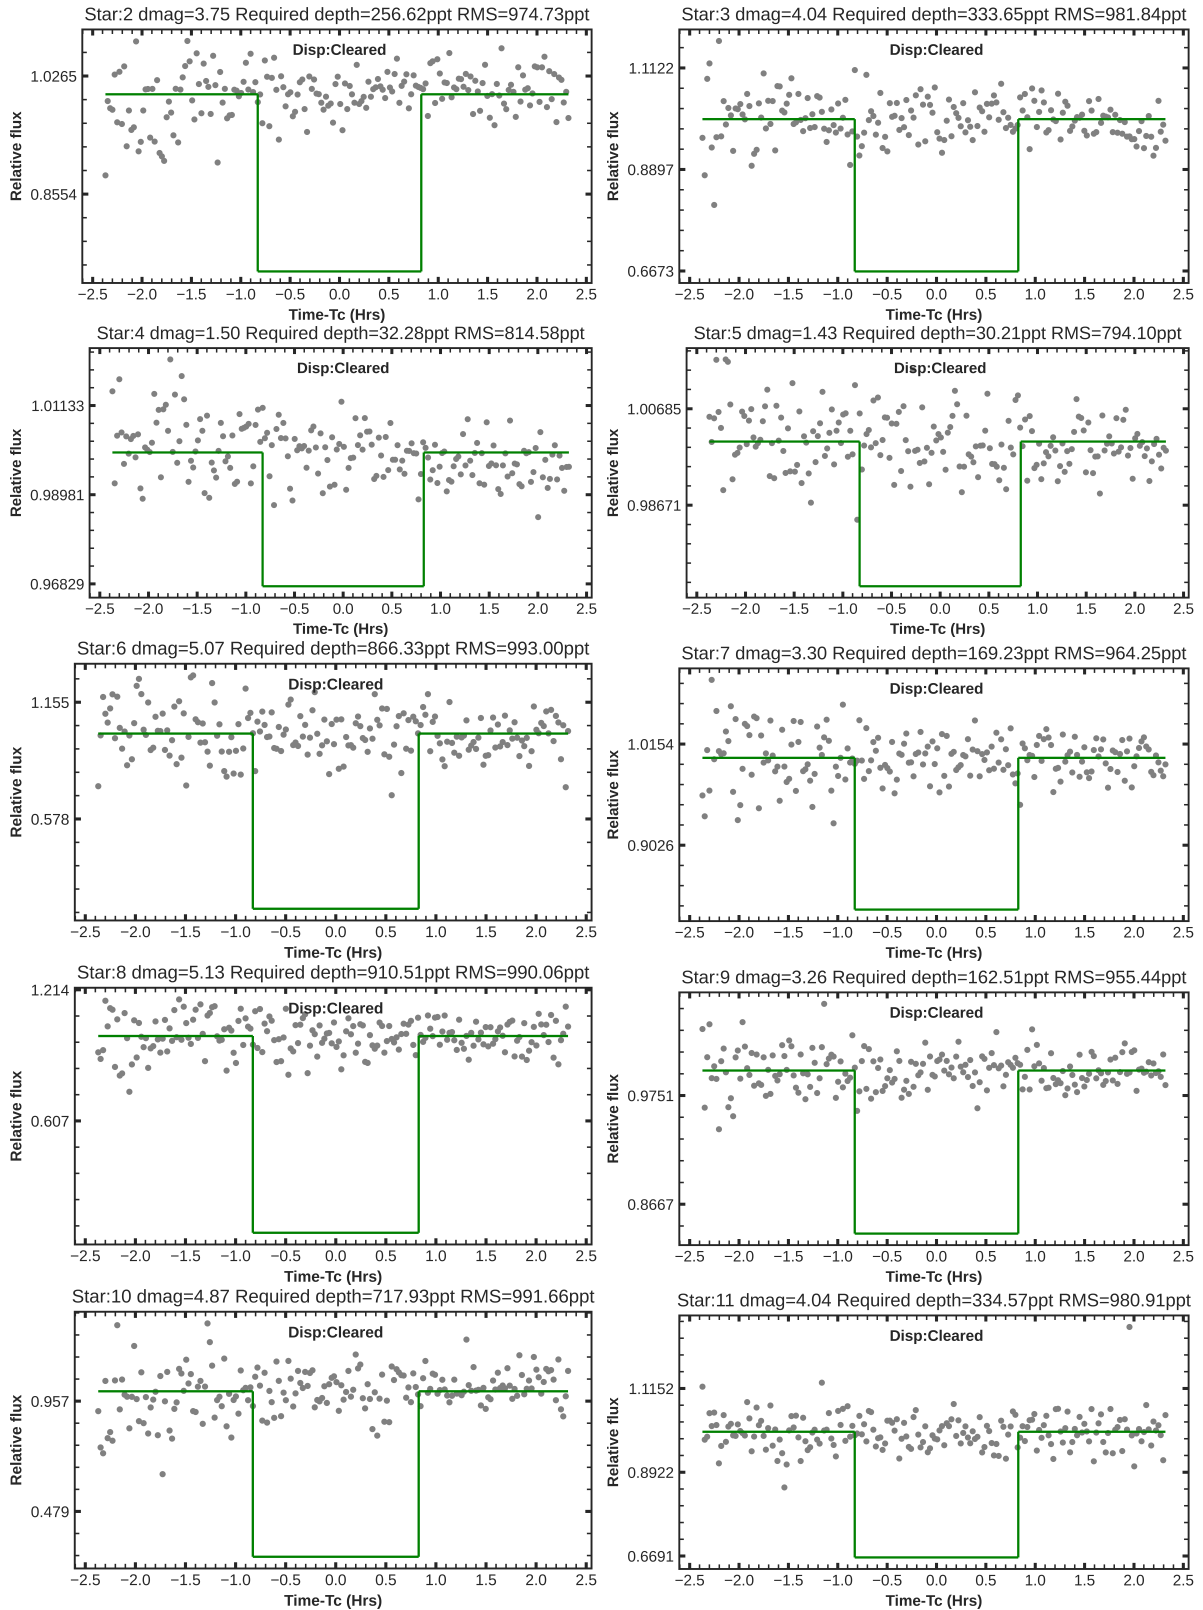 Star:2 dmag=3.75 Required depth=256.62ppt RMS=974.73ppt
Disp:Cleared
1.0265
0.8554
Relative flux
−2.5 −2.0 −1.5 −1.0 −0.5 0.0 0.5 1.0 1.5 2.0 2.5
Time-Tc (Hrs)
Star:3 dmag=4.04 Required depth=333.65ppt RMS=981.84ppt
Disp:Cleared
1.1122
0.8897
0.6673
Relative flux
−2.5 −2.0 −1.5 −1.0 −0.5 0.0 0.5 1.0 1.5 2.0 2.5
Time-Tc (Hrs)
Star:4 dmag=1.50 Required depth=32.28ppt RMS=814.58ppt
Disp:Cleared
1.01133
0.98981
0.96829
Relative flux
−2.5 −2.0 −1.5 −1.0 −0.5 0.0 0.5 1.0 1.5 2.0 2.5
Time-Tc (Hrs)
Star:5 dmag=1.43 Required depth=30.21ppt RMS=794.10ppt
Disp:Cleared
1.00685
0.98671
Relative flux
−2.5 −2.0 −1.5 −1.0 −0.5 0.0 0.5 1.0 1.5 2.0 2.5
Time-Tc (Hrs)
Star:6 dmag=5.07 Required depth=866.33ppt RMS=993.00ppt
Disp:Cleared
1.155
0.578
Relative flux
−2.5 −2.0 −1.5 −1.0 −0.5 0.0 0.5 1.0 1.5 2.0 2.5
Time-Tc (Hrs)
Star:7 dmag=3.30 Required depth=169.23ppt RMS=964.25ppt
Disp:Cleared
1.0154
0.9026
Relative flux
−2.5 −2.0 −1.5 −1.0 −0.5 0.0 0.5 1.0 1.5 2.0 2.5
Time-Tc (Hrs)
Star:8 dmag=5.13 Required depth=910.51ppt RMS=990.06ppt
Disp:Cleared
1.214
0.607
Relative flux
−2.5 −2.0 −1.5 −1.0 −0.5 0.0 0.5 1.0 1.5 2.0 2.5
Time-Tc (Hrs)
Star:9 dmag=3.26 Required depth=162.51ppt RMS=955.44ppt
Disp:Cleared
0.9751
0.8667
Relative flux
−2.5 −2.0 −1.5 −1.0 −0.5 0.0 0.5 1.0 1.5 2.0 2.5
Time-Tc (Hrs)
Star:10 dmag=4.87 Required depth=717.93ppt RMS=991.66ppt
Disp:Cleared
0.957
0.479
Relative flux
−2.5 −2.0 −1.5 −1.0 −0.5 0.0 0.5 1.0 1.5 2.0 2.5
Time-Tc (Hrs)
Star:11 dmag=4.04 Required depth=334.57ppt RMS=980.91ppt
Disp:Cleared
1.1152
0.8922
0.6691
Relative flux
−2.5 −2.0 −1.5 −1.0 −0.5 0.0 0.5 1.0 1.5 2.0 2.5
Time-Tc (Hrs)